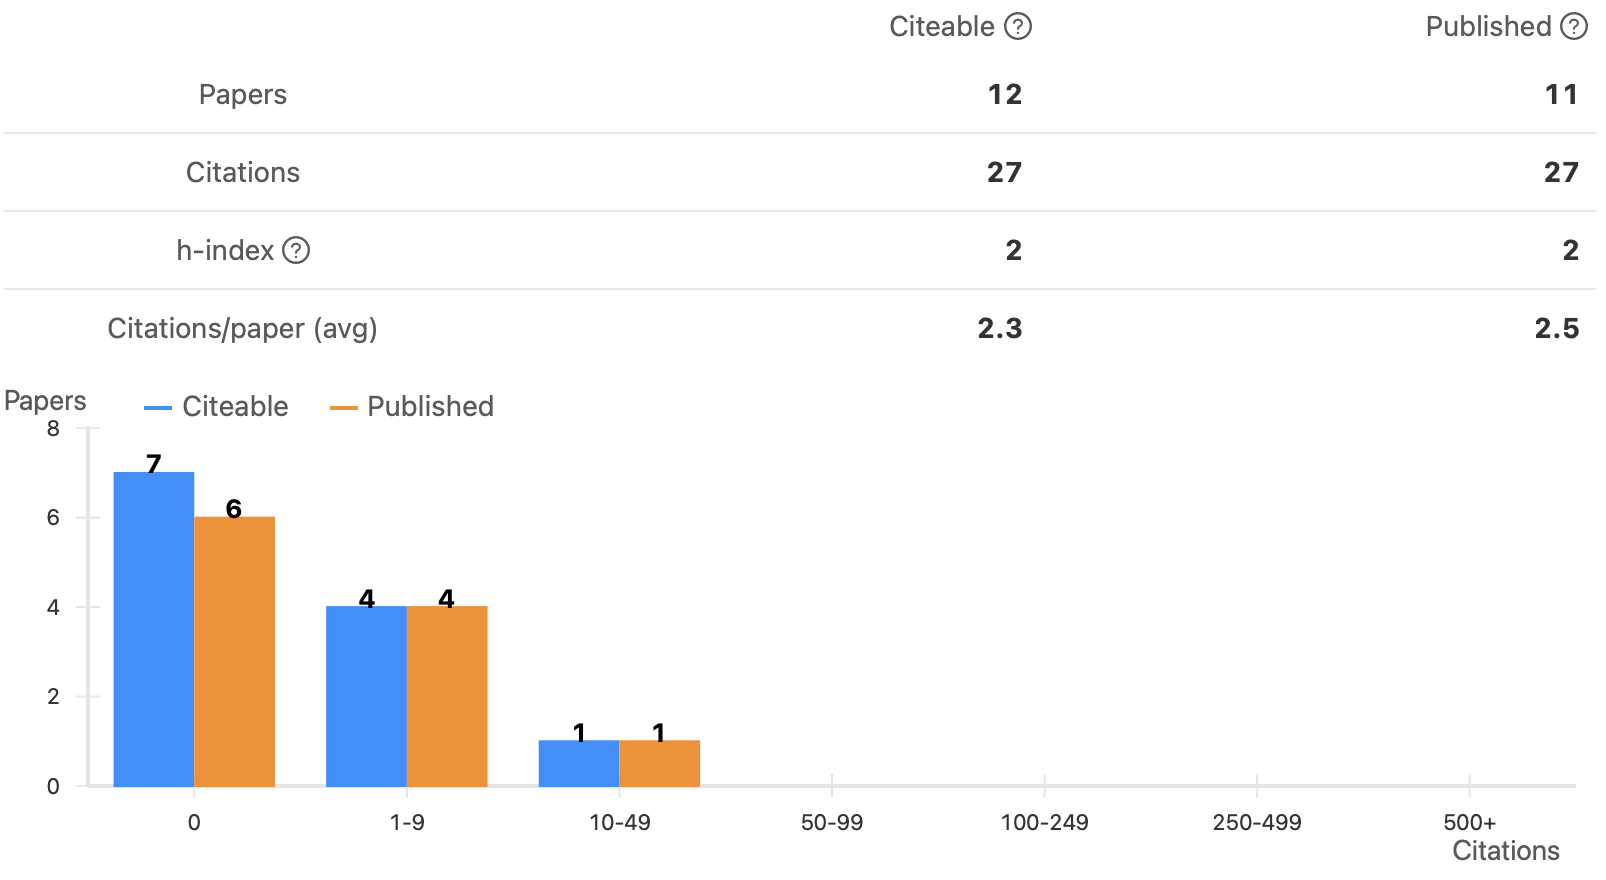 Citeable ? Published ?
Papers 12 11
Citations 27 27
h-index ? 2 2
Citations/paper (avg) 2.3 2.5
Papers Citeable Published
8
7
6 6
4 4 4
2
1 1
0
0 1-9 10-49 50-99 100-249 250-499 500+
Citations